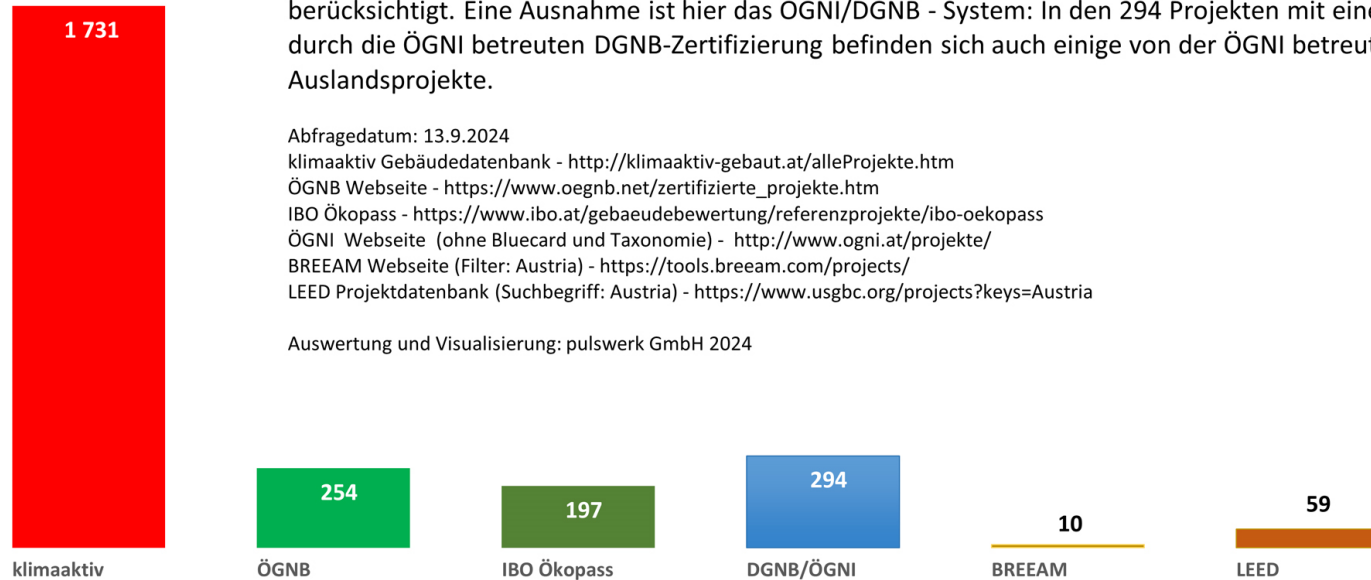 1 731
berücksichtigt. Eine Ausnahme ist hier das ÖGNI/DGNB - System: In den 294 Projekten mit
durch die ÖGNI betreuten DGNB-Zertifizierung befinden sich auch einige von der ÖGNI
Auslandsprojekte.
Abfragedatum: 13.9.2024
klimaaktiv Gebäudedatenbank - http://klimaaktiv-gebaut.at/alleProjekte.htm
ÖGNB Webseite - https://www.oegnb.net/zertifizierte_projekte.htm
IBO Ökopass - https://www.ibo.at/gebaeudebewertung/referenzprojekte/ibo-oekopass
ÖGNI Webseite (ohne Bluecard und Taxonomie) - http://www.ogni.at/projekte/
BREEAM Webseite (Filter: Austria) - https://tools.breeam.com/projects/
LEED Projektdatenbank (Suchbegriff: Austria) - https://www.usgbc.org/projects?keys=Austria
Auswertung und Visualisierung: pulswerk GmbH 2024
254
197
294
10
59
klimaaktiv
ÖGNB
IBO Ökopass
DGNB/ÖGNI
BREEAM
LEED